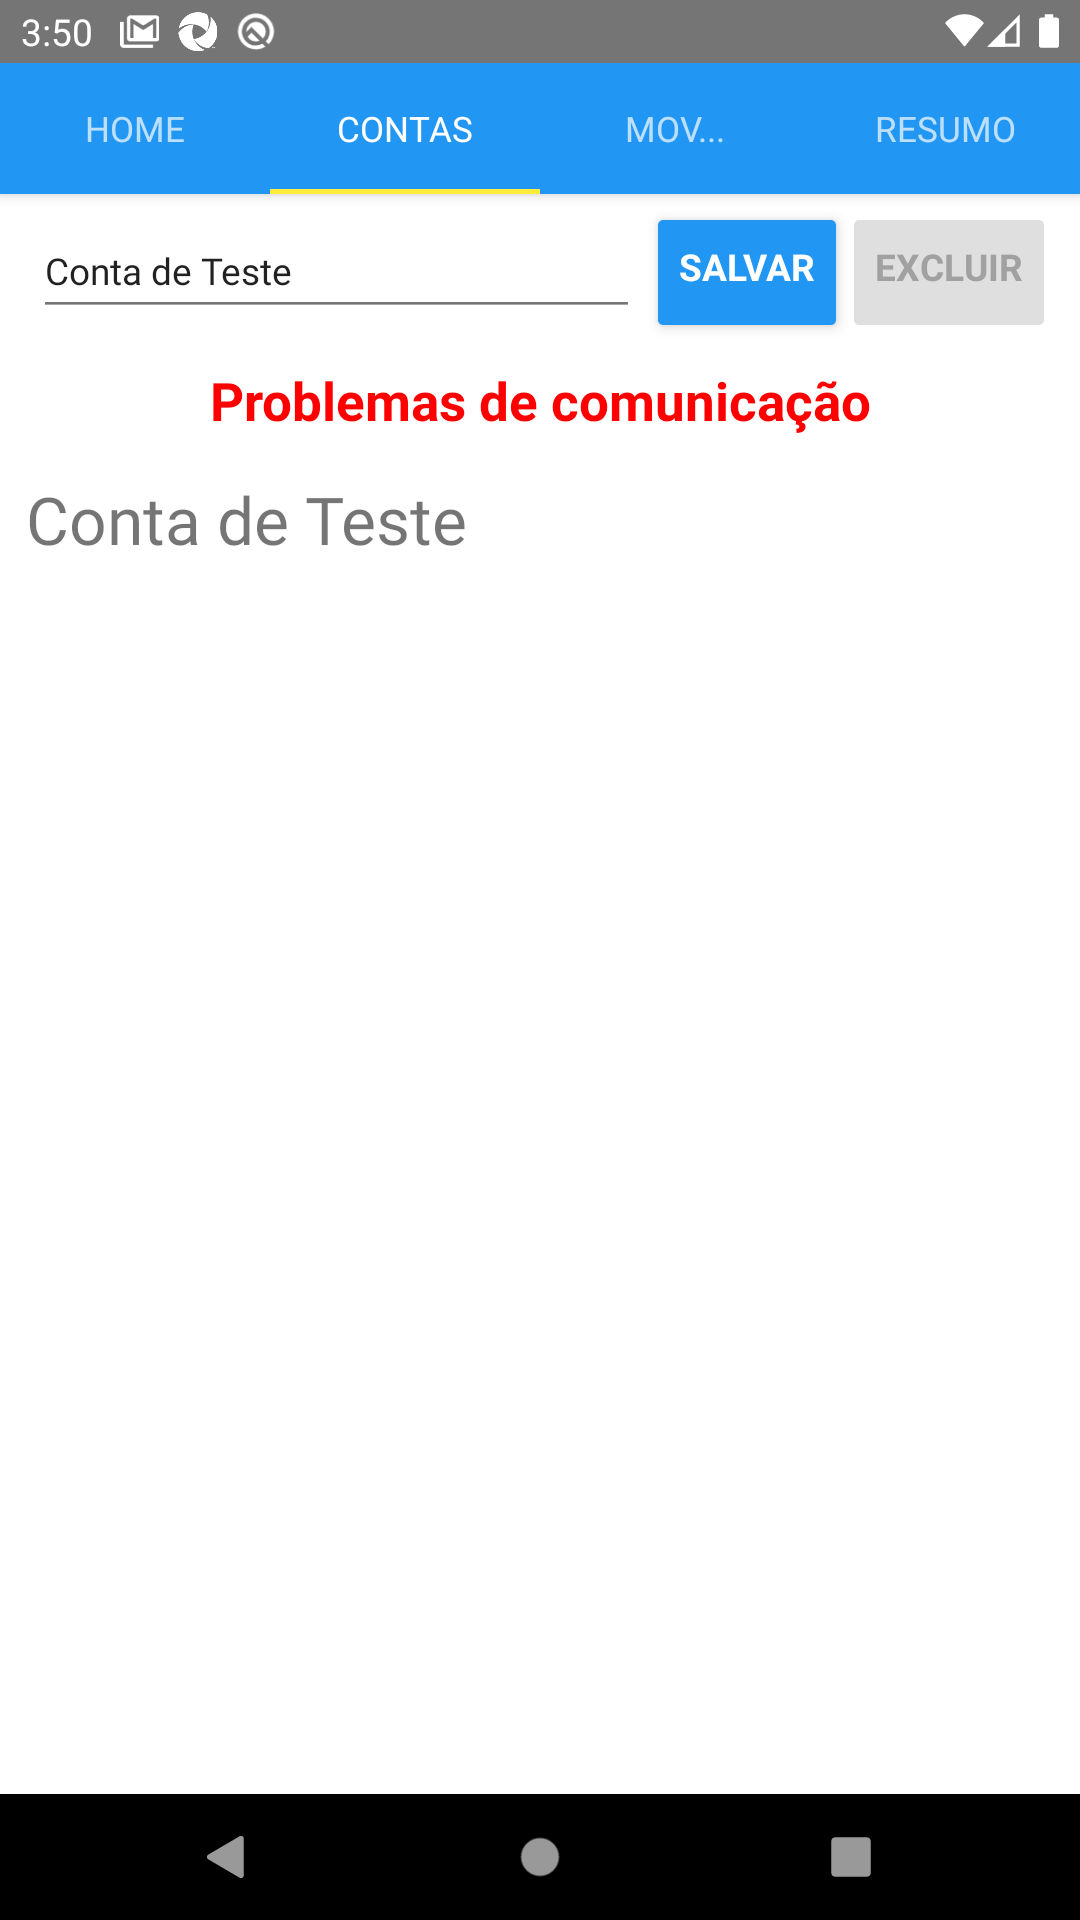 3:50
HOME CONTAS MOV... RESUMO
Conta de Teste SALVAR EXCLUIR
Problemas de comunicação
Conta de Teste